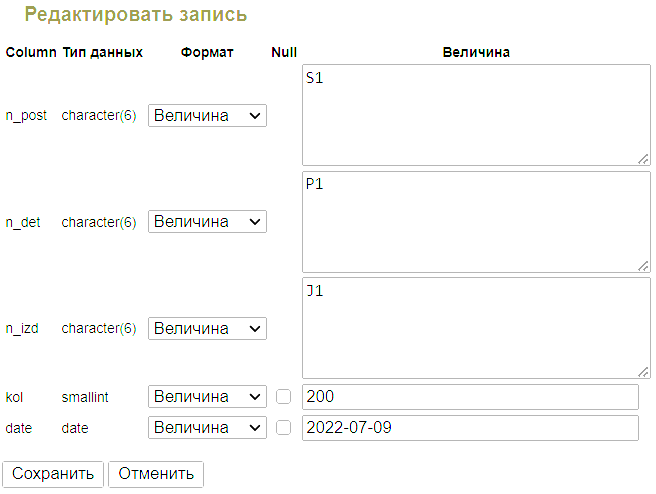 Редактировать запись
Column Тип данных Формат Null Величина
n_post character(6) Величина S1
n_det character(6) Величина P1
n_izd character(6) Величина J1
kol smallint Величина 200
date date Величина 2022-07-09
Сохранить Отменить